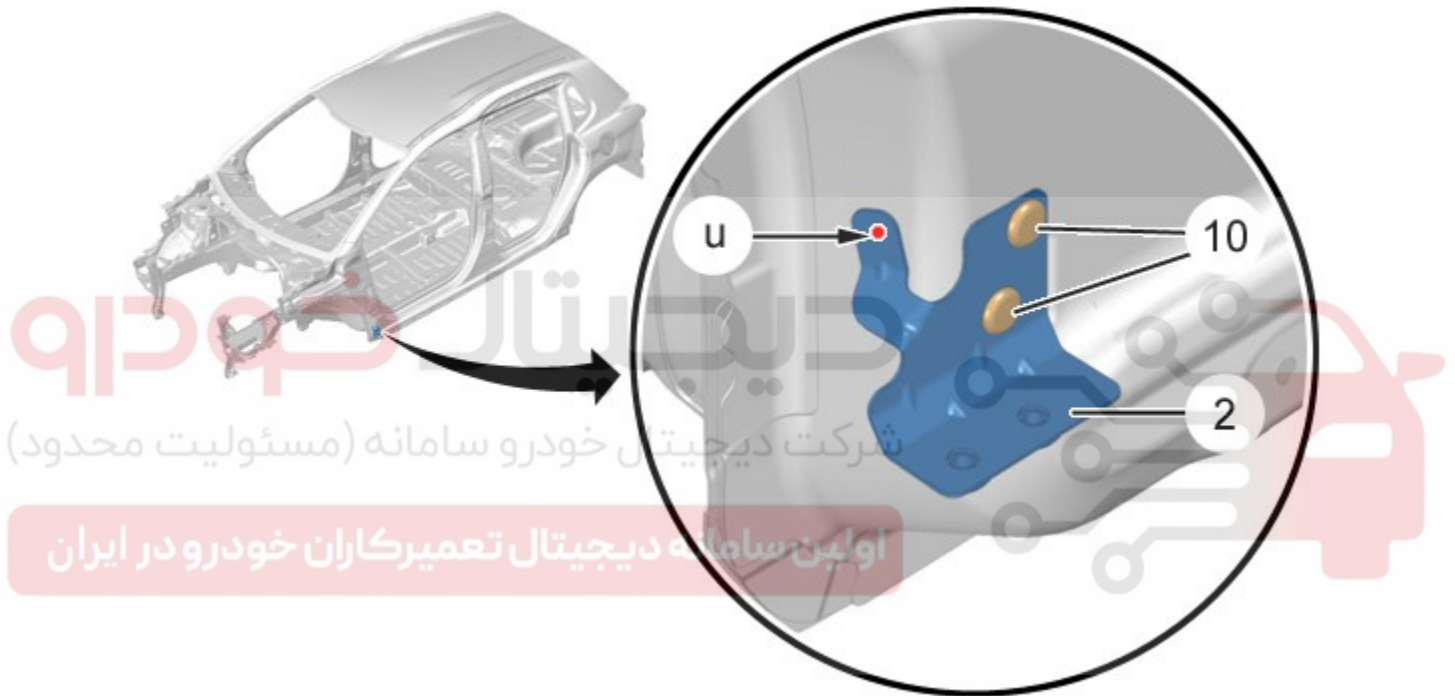 u
10
2
دیجیتال خودرو
شرکت دیجیتال خودرو سامانه (مسئولیت محدود)
اولین سامانه دیجیتال تعمیرکاران خودرو در ایران